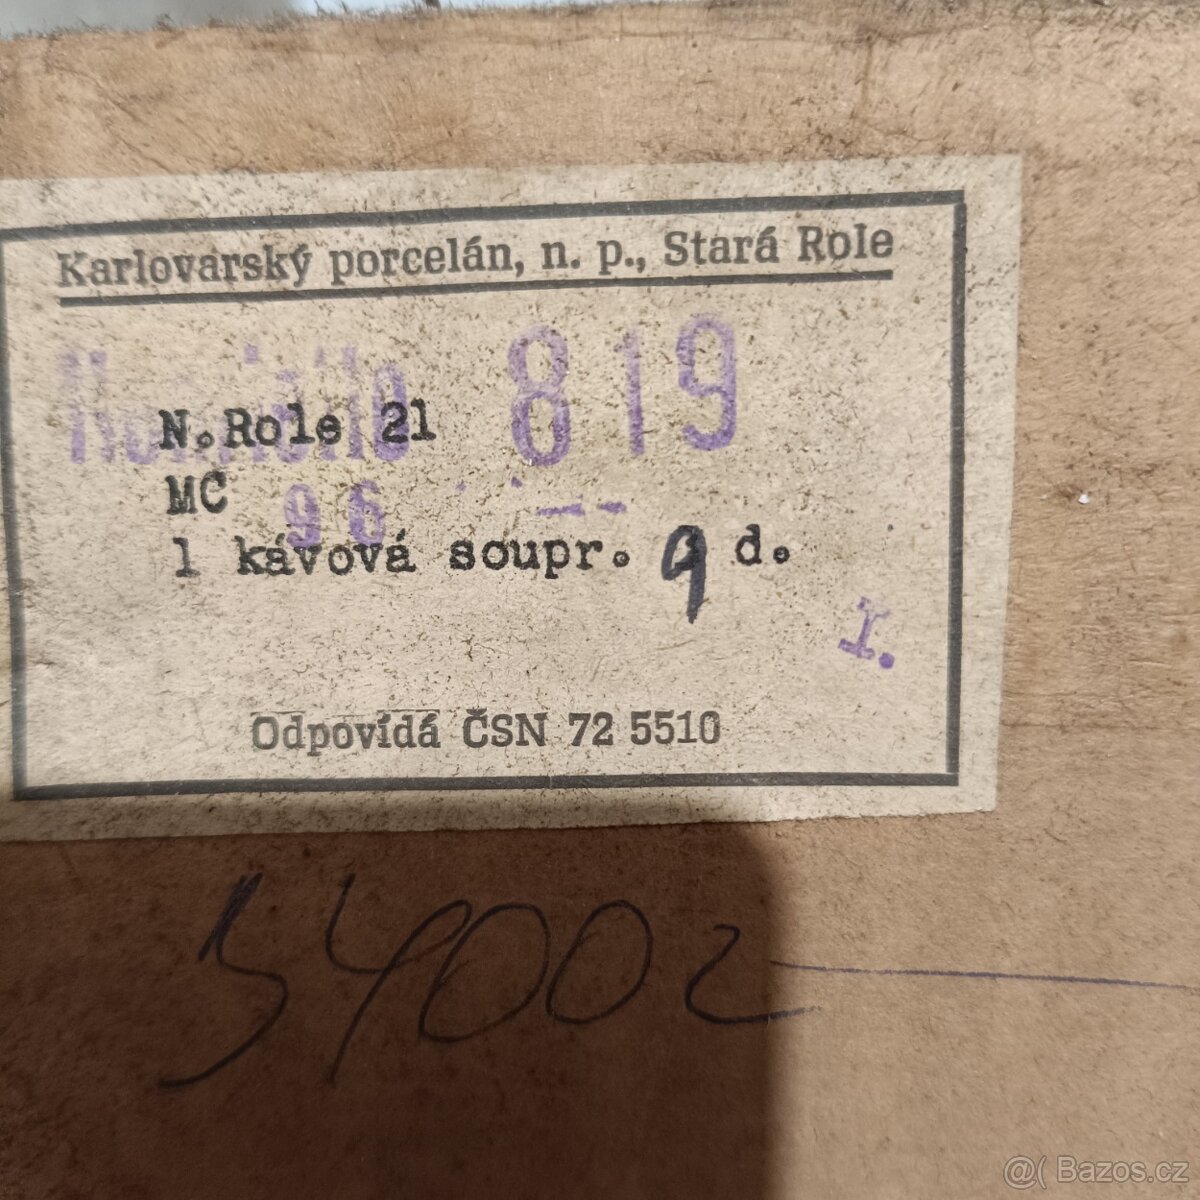 Karlovarský porcelán, n. p., Stará Role
819
N.Role 21
MC
96
1 kávová soupr. 9 d.
I.
Odpovídá ČSN 72 5510
54002
@( Bazos.cz